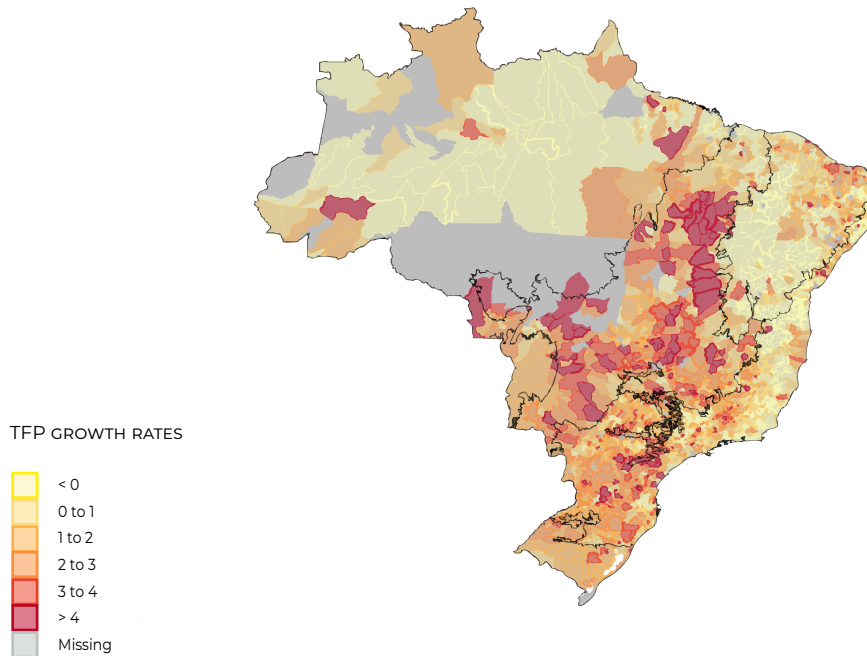 TFP GROWTH RATES
< 0
0 to 1
1 to 2
2 to 3
3 to 4
> 4
Missing